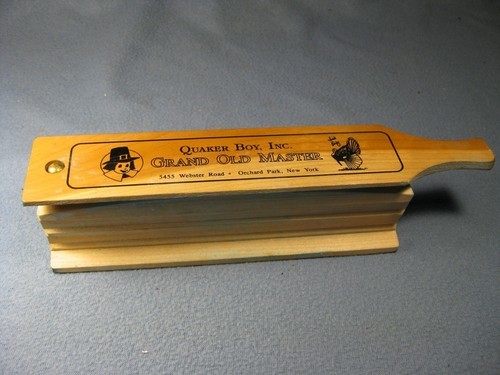 Quaker Boy, Inc.
Grand Old Master
5455 Webster Road • Orchard Park, New York